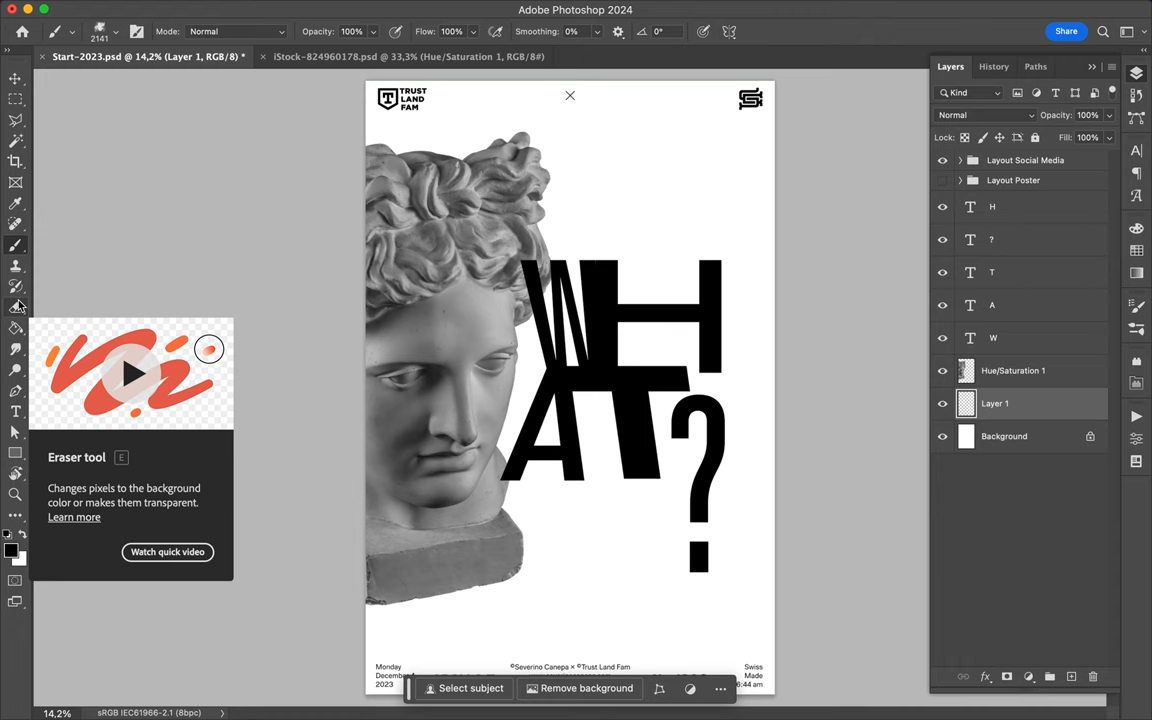 Adobe Photoshop 2024
2141
Mode: Normal
Opacity: 100%
Flow: 100%
Smoothing: 0%
0°
Share
Start-2023.psd @ 14,2% (Layer 1, RGB/8) *
iStock-824960178.psd @ 33,3% (Hue/Saturation 1, RGB/8#)
Layers
History
Paths
Kind
Normal
Opacity: 100%
Lock:
Fill: 100%
Layout Social Media
Layout Poster
H
?
T
A
W
Hue/Saturation 1
Layer 1
Background
Eraser tool E
Changes pixels to the background
color or makes them transparent.
Learn more
Watch quick video
TRUST
LAND
FAM
WH
AT?
Monday
2023
©Severino Canepa × ©Trust Land Fam
Swiss
Made
6:44 am
Select subject
Remove background
14,2%
sRGB IEC61966-2.1 (8bpc)